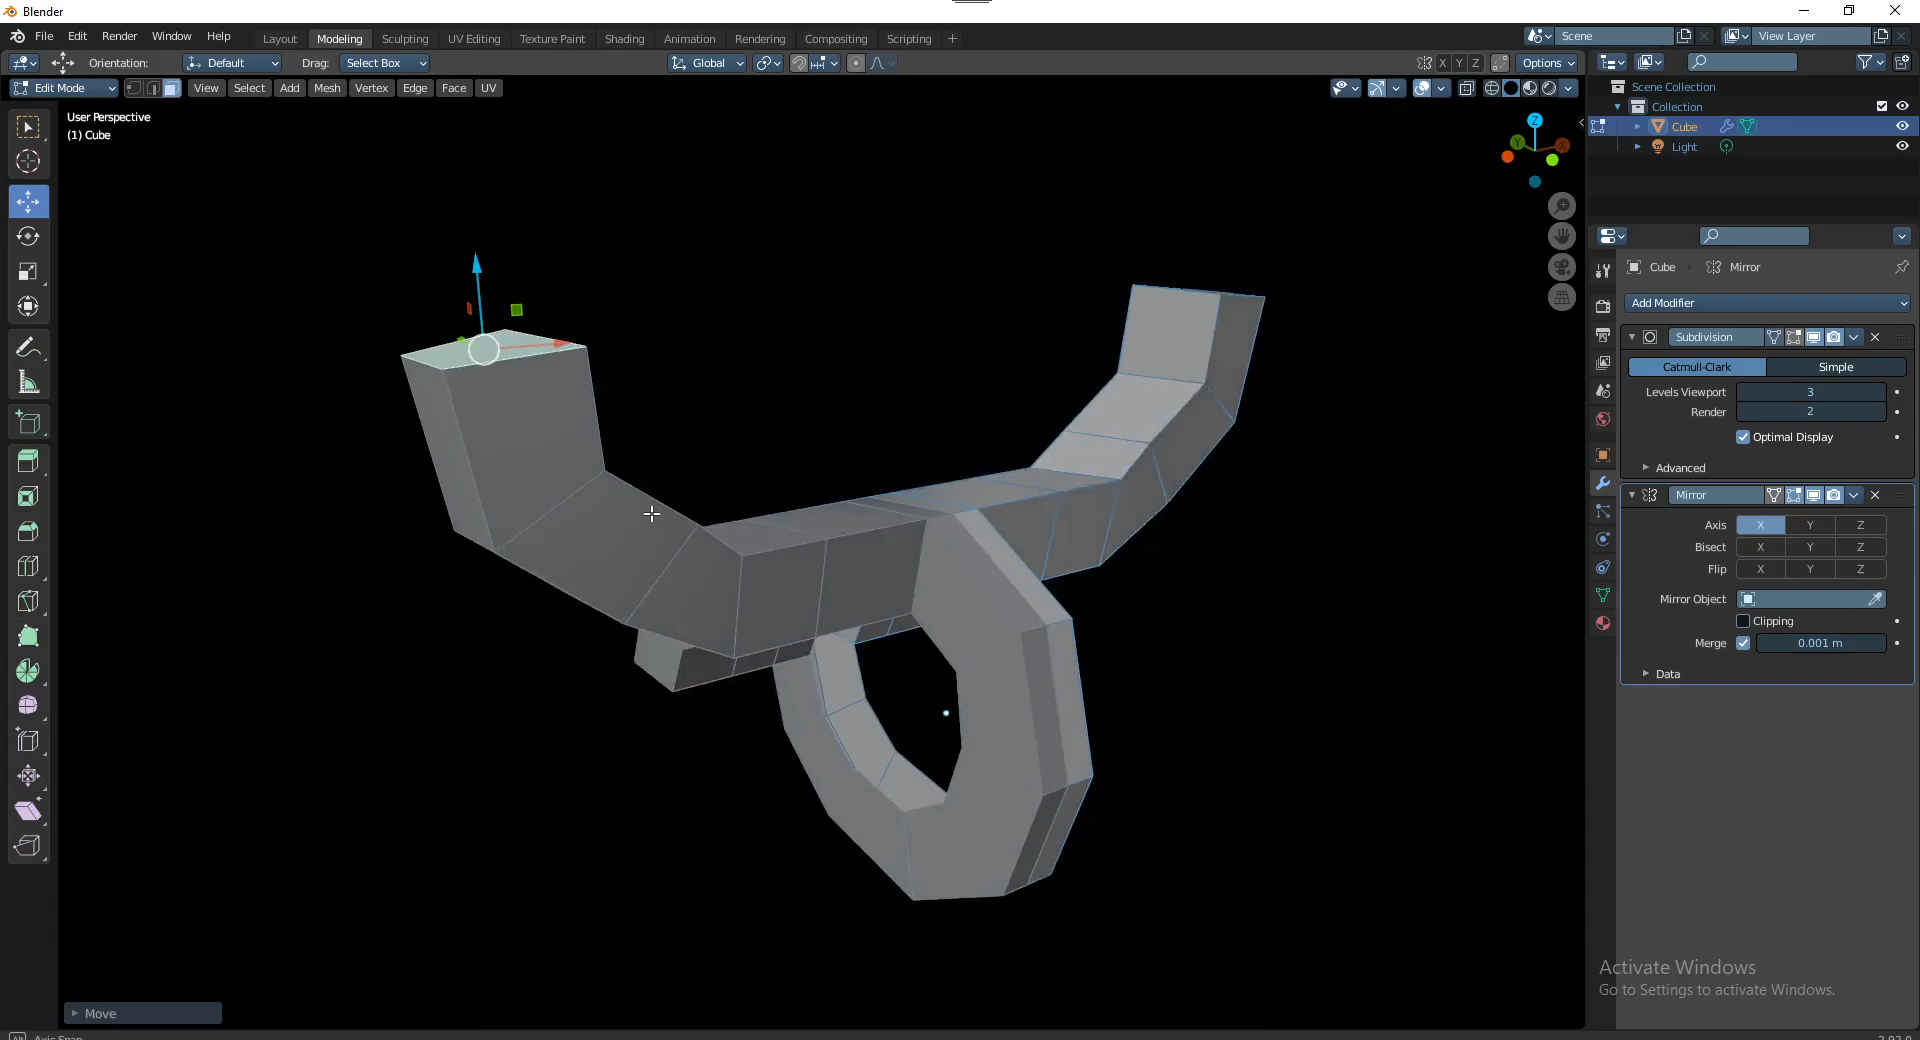 Blender
File Edit Render Window Help
Layout Modeling Sculpting UV Editing Texture Paint Shading Animation Rendering Compositing Scripting
Scene
View Layer
Orientation: Default Drag: Select Box
Global
X Y Z Options
Edit Mode View Select Add Mesh Vertex Edge Face UV
User Perspective
(1) Cube
Z
Y
X
Scene Collection
Collection
Cube
Light
Cube Mirror
Add Modifier
Subdivision
Catmull-Clark Simple
Levels Viewport 3
Render 2
Optimal Display
Advanced
Mirror
Axis X Y Z
Bisect X Y Z
Flip X Y Z
Mirror Object
Clipping
Merge 0.001 m
Data
Activate Windows
Go to Settings to activate Windows.
Move